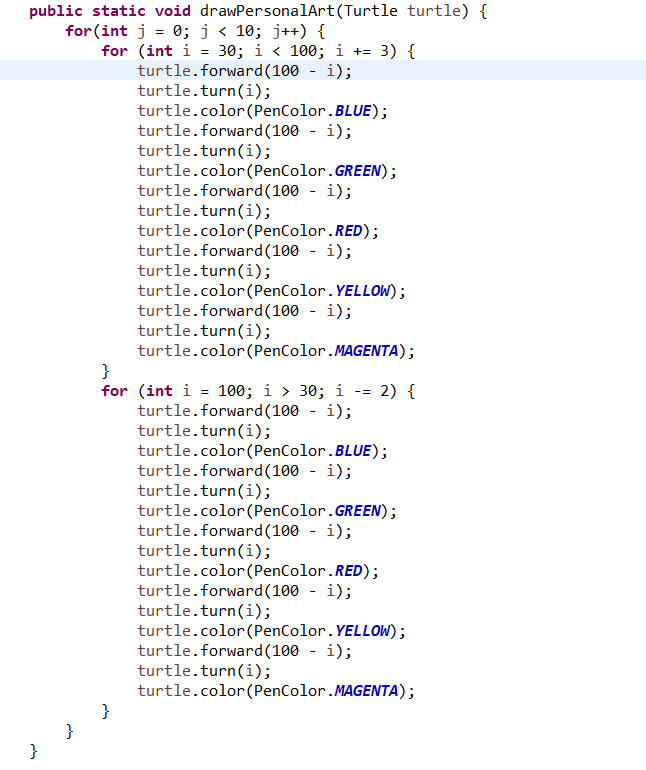 public static void drawPersonalArt(Turtle turtle) {
for(int j = 0; j < 10; j++) {
for (int i = 30; i < 100; i += 3) {
turtle.forward(100 - i);
turtle.turn(i);
turtle.color(PenColor.BLUE);
turtle.forward(100 - i);
turtle.turn(i);
turtle.color(PenColor.GREEN);
turtle.forward(100 - i);
turtle.turn(i);
turtle.color(PenColor.RED);
turtle.forward(100 - i);
turtle.turn(i);
turtle.color(PenColor.YELLOW);
turtle.forward(100 - i);
turtle.turn(i);
turtle.color(PenColor.MAGENTA);
}
for (int i = 100; i > 30; i -= 2) {
turtle.forward(100 - i);
turtle.turn(i);
turtle.color(PenColor.BLUE);
turtle.forward(100 - i);
turtle.turn(i);
turtle.color(PenColor.GREEN);
turtle.forward(100 - i);
turtle.turn(i);
turtle.color(PenColor.RED);
turtle.forward(100 - i);
turtle.turn(i);
turtle.color(PenColor.YELLOW);
turtle.forward(100 - i);
turtle.turn(i);
turtle.color(PenColor.MAGENTA);
}
}
}